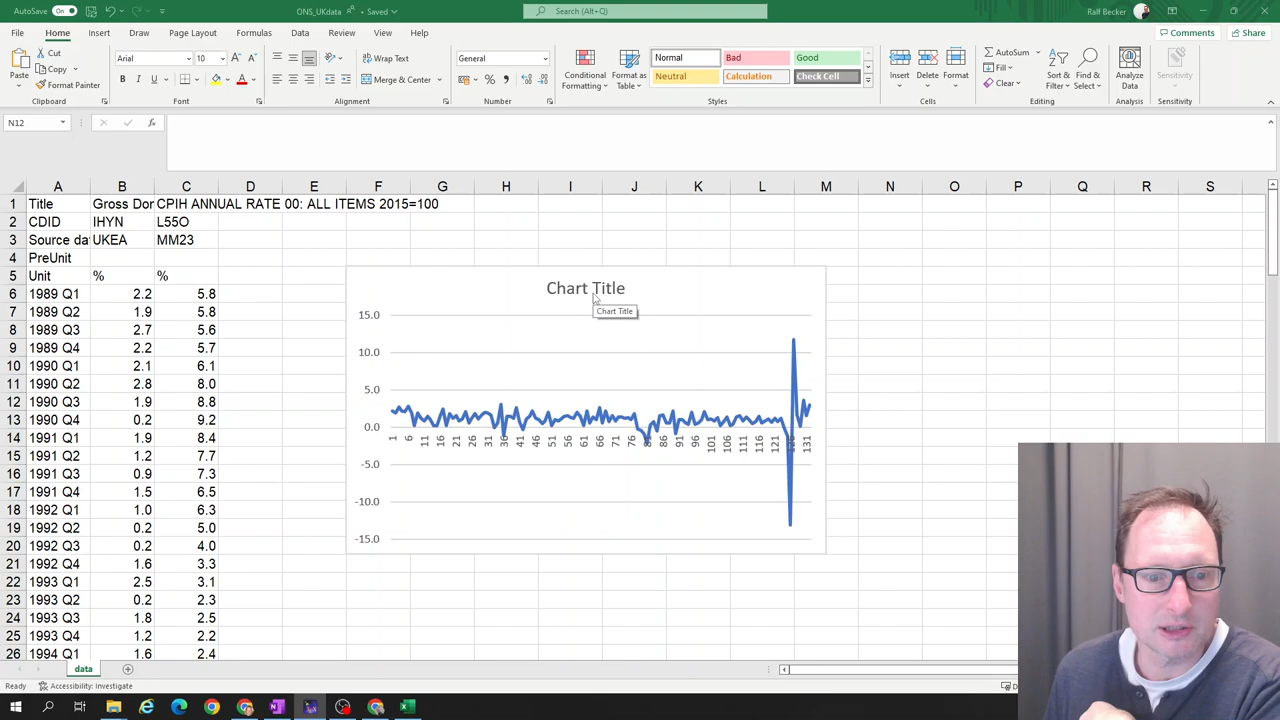 AutoSave On ONS_UKdata Saved Search (Alt+Q) Ralf Becker
File Home Insert Draw Page Layout Formulas Data Review View Help Comments Share
Paste Cut Copy Format Painter Clipboard
Arial 10 B I U Font
Wrap Text Merge & Center Alignment
General % Number
Conditional Formatting Format as Table Normal Bad Good Neutral Calculation Check Cell Styles
Insert Delete Format Cells
AutoSum Fill Clear Sort & Filter Find & Select Editing
Analyze Data Analysis
Sensitivity Sensitivity
N12 fx
A B C D E F G H I J K L M N O P Q R S
1 Title Gross Dor CPIH ANNUAL RATE 00: ALL ITEMS 2015=100
2 CDID IHYN L55O
3 Source da UKEA MM23
4 PreUnit
5 Unit % %
6 1989 Q1 2.2 5.8
7 1989 Q2 1.9 5.8
8 1989 Q3 2.7 5.6
9 1989 Q4 2.2 5.7
10 1990 Q1 2.1 6.1
11 1990 Q2 2.8 8.0
12 1990 Q3 1.9 8.8
13 1990 Q4 0.2 9.2
14 1991 Q1 1.9 8.4
15 1991 Q2 1.2 7.7
16 1991 Q3 0.9 7.3
17 1991 Q4 1.5 6.5
18 1992 Q1 1.0 6.3
19 1992 Q2 0.2 5.0
20 1992 Q3 0.2 4.0
21 1992 Q4 1.6 3.3
22 1993 Q1 2.5 3.1
23 1993 Q2 0.2 2.3
24 1993 Q3 1.8 2.5
25 1993 Q4 1.2 2.2
26 1994 Q1 1.6 2.4
Chart Title
Chart Title
15.0
10.0
5.0
0.0
-5.0
-10.0
-15.0
1 6 11 16 21 26 31 36 41 46 51 56 61 66 71 76 81 86 91 96 101 106 111 116 121 126 131
data
Ready Accessibility: Investigate